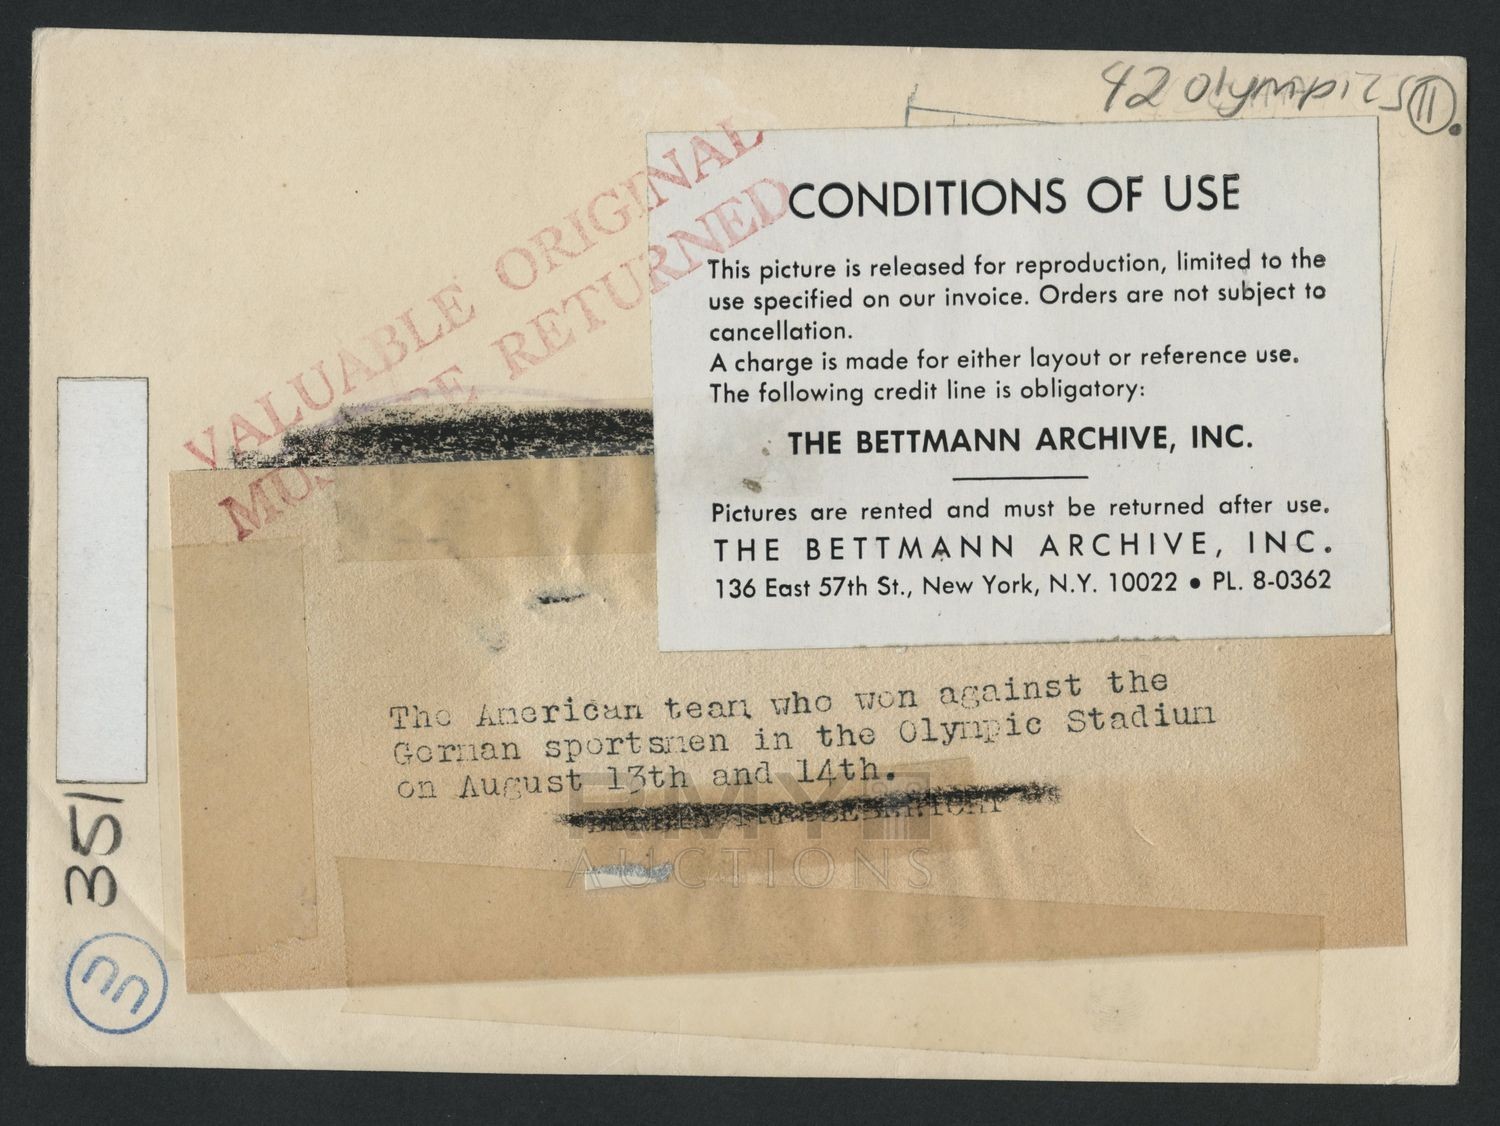 42 Olympics 11.
VALUABLE ORIGINAL
MUST BE RETURNED
CONDITIONS OF USE
This picture is released for reproduction, limited to the
use specified on our invoice. Orders are not subject to
cancellation.
A charge is made for either layout or reference use.
The following credit line is obligatory:
THE BETTMANN ARCHIVE, INC.
Pictures are rented and must be returned after use.
THE BETTMANN ARCHIVE, INC.
136 East 57th St., New York, N.Y. 10022 • PL. 8-0362
The American team who won against the
German sportsmen in the Olympic Stadium
on August 13th and 14th.
RMY
AUCTIONS
351